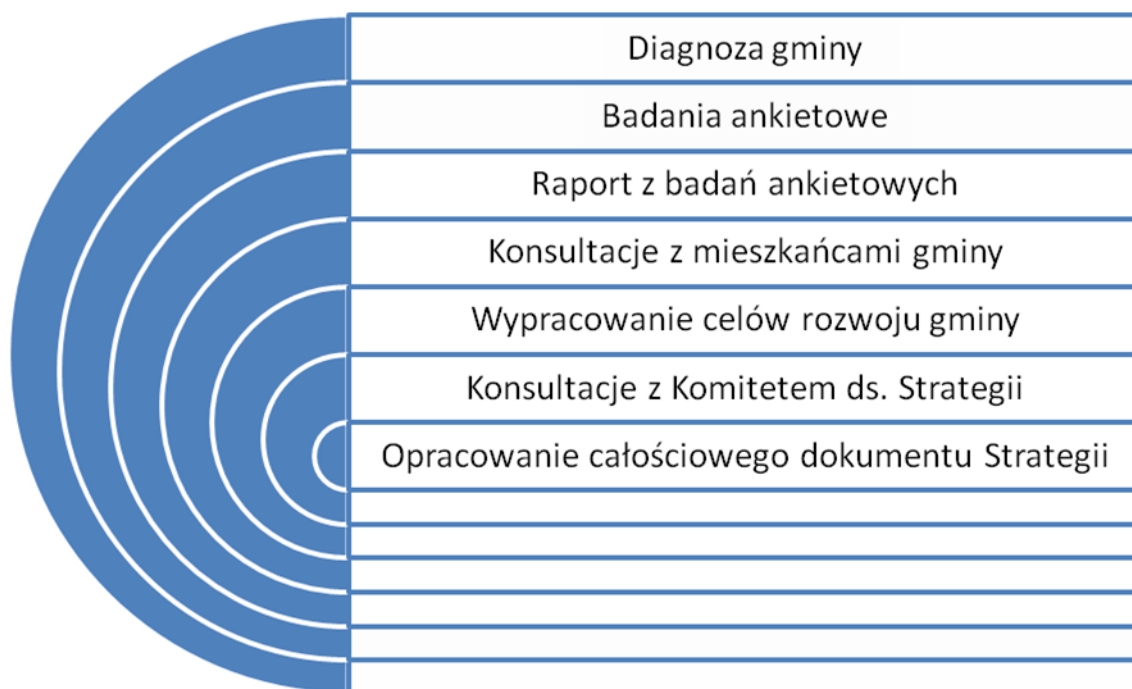 Diagnoza gminy
Badania ankietowe
Raport z badań ankietowych
Konsultacje z mieszkańcami gminy
Wypracowanie celów rozwoju gminy
Konsultacje z Komitetem ds. Strategii
Opracowanie całościowego dokumentu Strategii